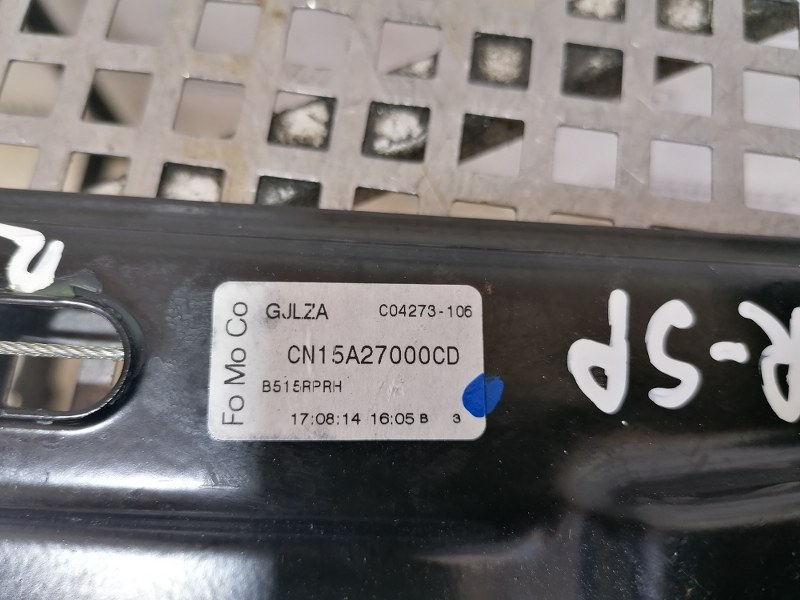 Fo Mo Co
GJLZA C04273-106
CN15A27000CD
B515RPRH
17:08:14 16:05 B 3
R-SP